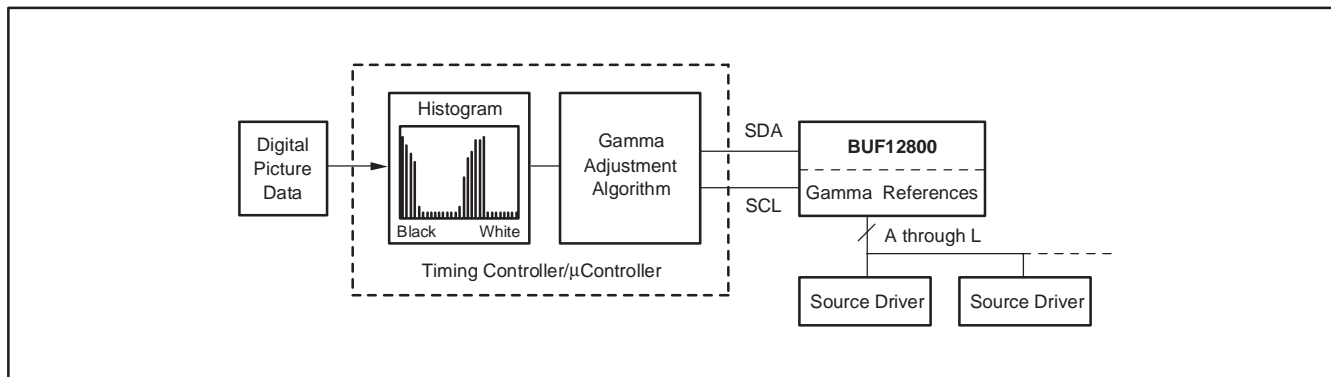 Digital
Picture
Data
Histogram
Black White
Gamma
Adjustment
Algorithm
Timing Controller/μController
SDA
SCL
BUF12800
Gamma References
A through L
Source Driver
Source Driver